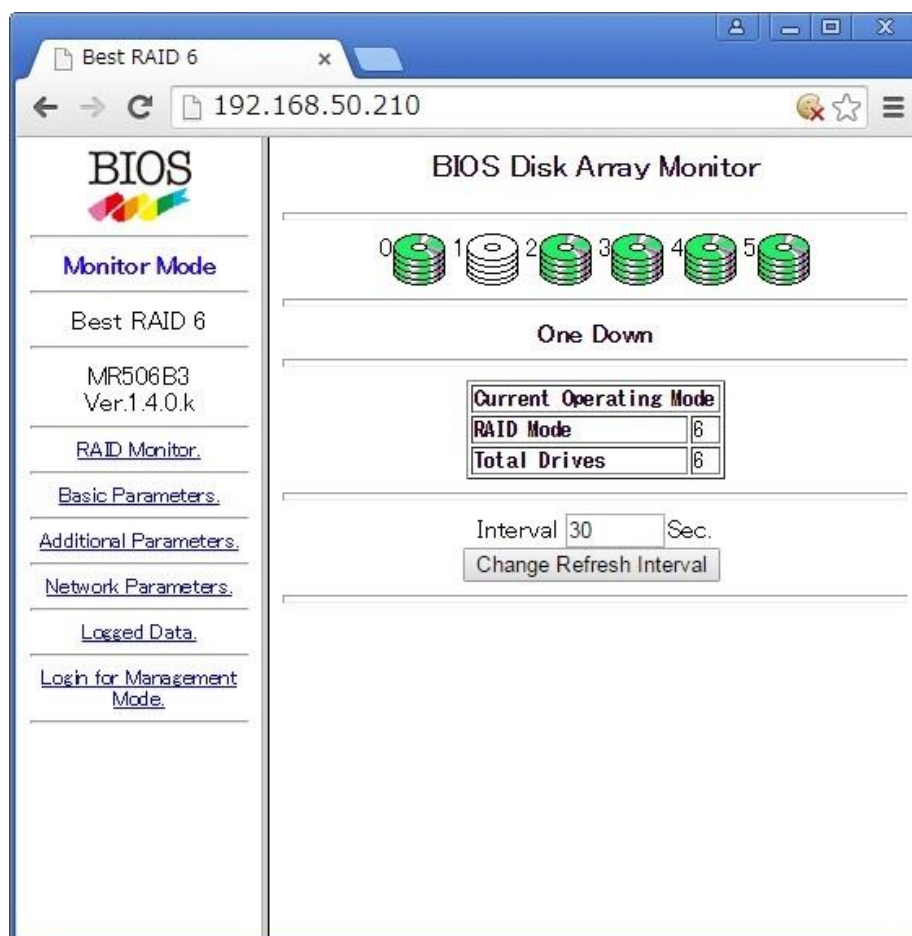 Best RAID 6
192.168.50.210
BIOS
Monitor Mode
Best RAID 6
MR506B3
Ver.1.4.0.k
RAID Monitor.
Basic Parameters.
Additional Parameters.
Network Parameters.
Logged Data.
Login for Management
Mode.
BIOS Disk Array Monitor
0 1 2 3 4 5
One Down
Current Operating Mode
RAID Mode 6
Total Drives 6
Interval 30 Sec.
Change Refresh Interval